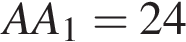 AA₁ = 24